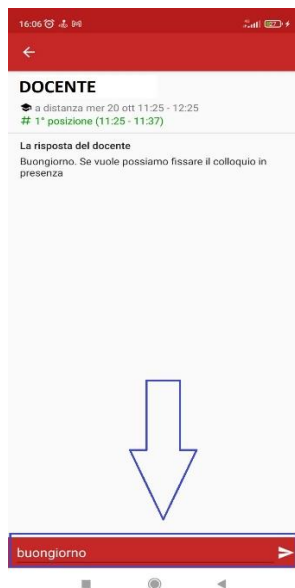 16:06
DOCENTE
a distanza mer 20 ott 11:25 - 12:25
# 1° posizione (11:25 - 11:37)
La risposta del docente
Buongiorno. Se vuole possiamo fissare il colloquio in
presenza
buongiorno